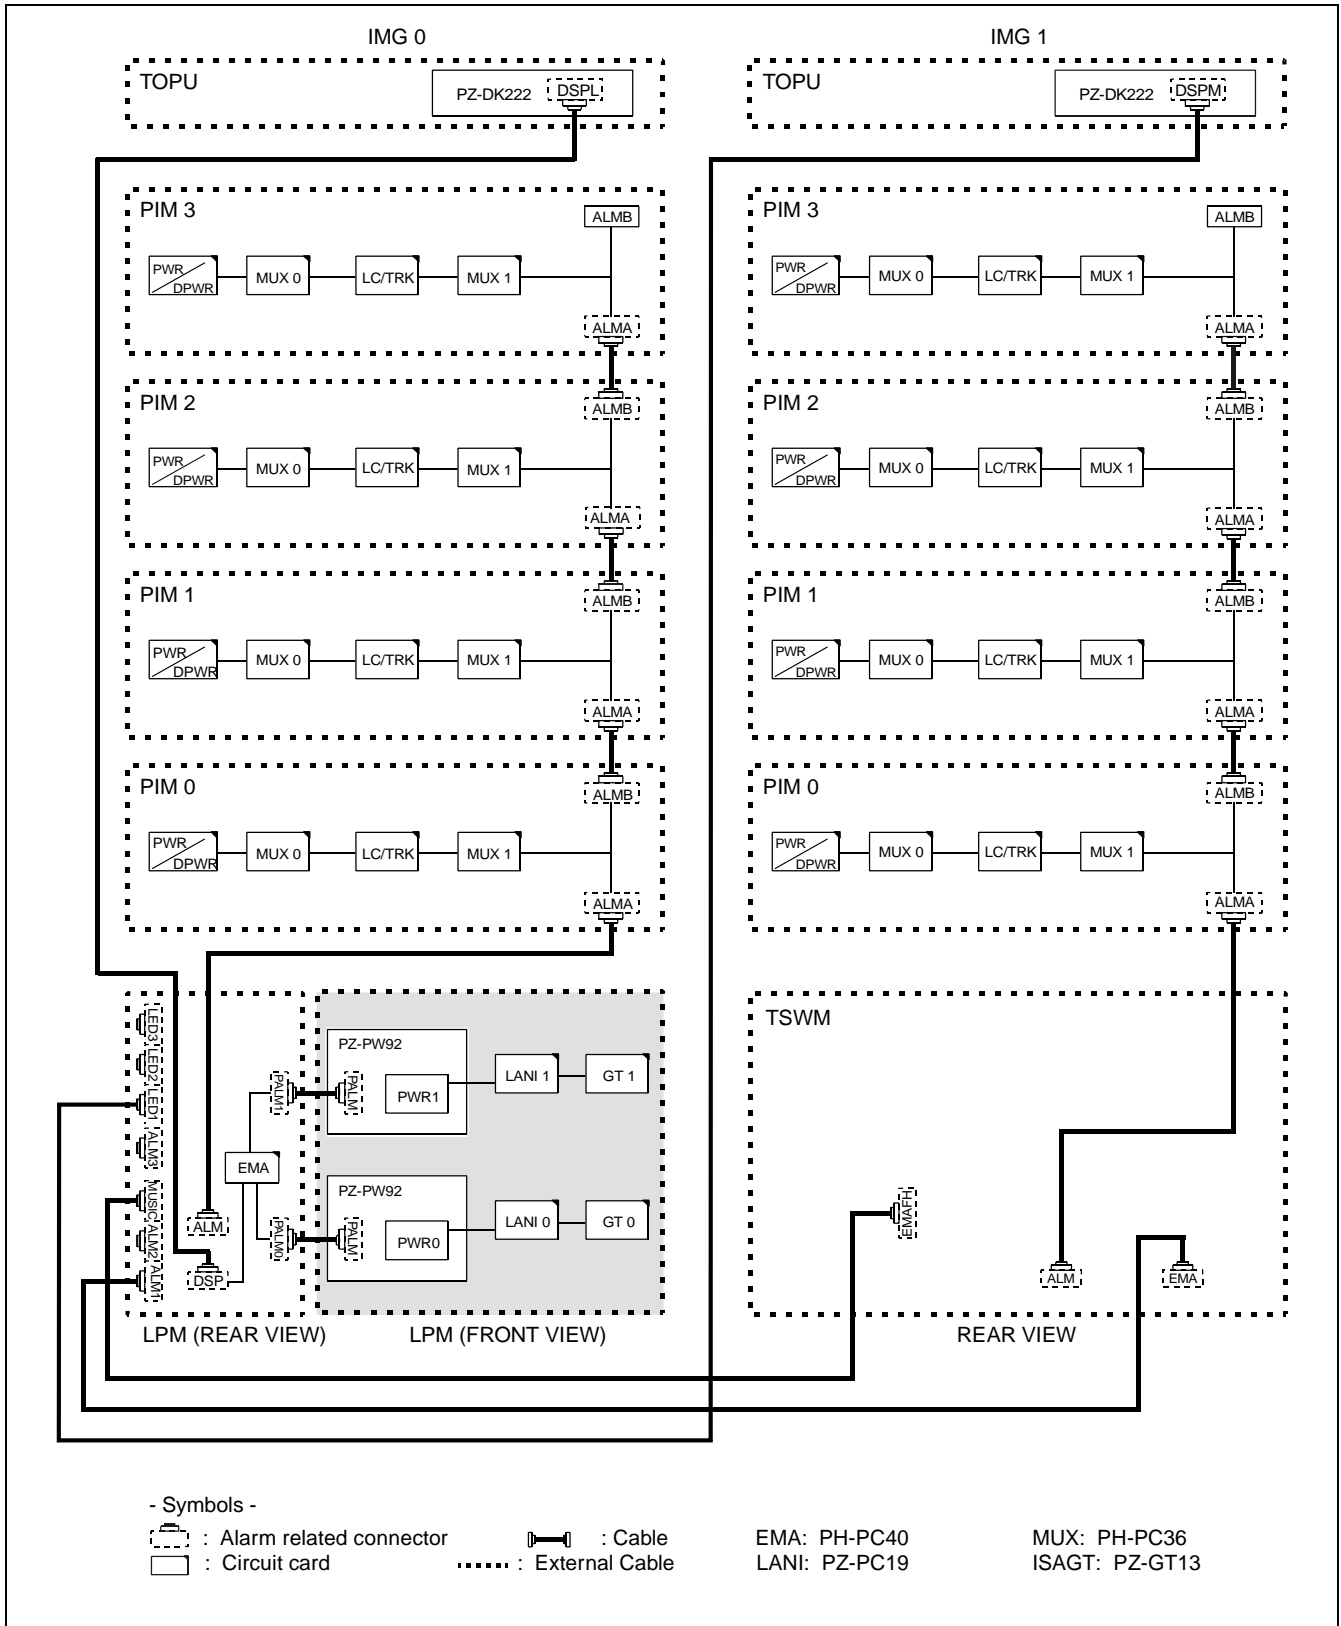 IMG 0
IMG 1
TOPU
PZ-DK222
DSPL
TOPU
PZ-DK222
DSPM
PIM 3
ALMB
PWR
DPWR
MUX 0
LC/TRK
MUX 1
ALMA
PIM 3
ALMB
PWR
DPWR
MUX 0
LC/TRK
MUX 1
ALMA
PIM 2
ALMB
PWR
DPWR
MUX 0
LC/TRK
MUX 1
ALMA
PIM 2
ALMB
PWR
DPWR
MUX 0
LC/TRK
MUX 1
ALMA
PIM 1
ALMB
PWR
DPWR
MUX 0
LC/TRK
MUX 1
ALMA
PIM 1
ALMB
PWR
DPWR
MUX 0
LC/TRK
MUX 1
ALMA
PIM 0
ALMB
PWR
DPWR
MUX 0
LC/TRK
MUX 1
ALMA
PIM 0
ALMB
PWR
DPWR
MUX 0
LC/TRK
MUX 1
ALMA
LED3
LED2
LED1
ALM3
MUSIC
ALM2
ALM1
ALM
DSP
EMA
PALM1
PALM0
PZ-PW92
PALM
PWR1
LANI 1
GT 1
PZ-PW92
PALM
PWR0
LANI 0
GT 0
TSWM
EMAFH
ALM
EMA
LPM (REAR VIEW)
LPM (FRONT VIEW)
REAR VIEW
- Symbols -
: Alarm related connector
: Cable
EMA: PH-PC40
MUX: PH-PC36
: Circuit card
: External Cable
LANI: PZ-PC19
ISAGT: PZ-GT13